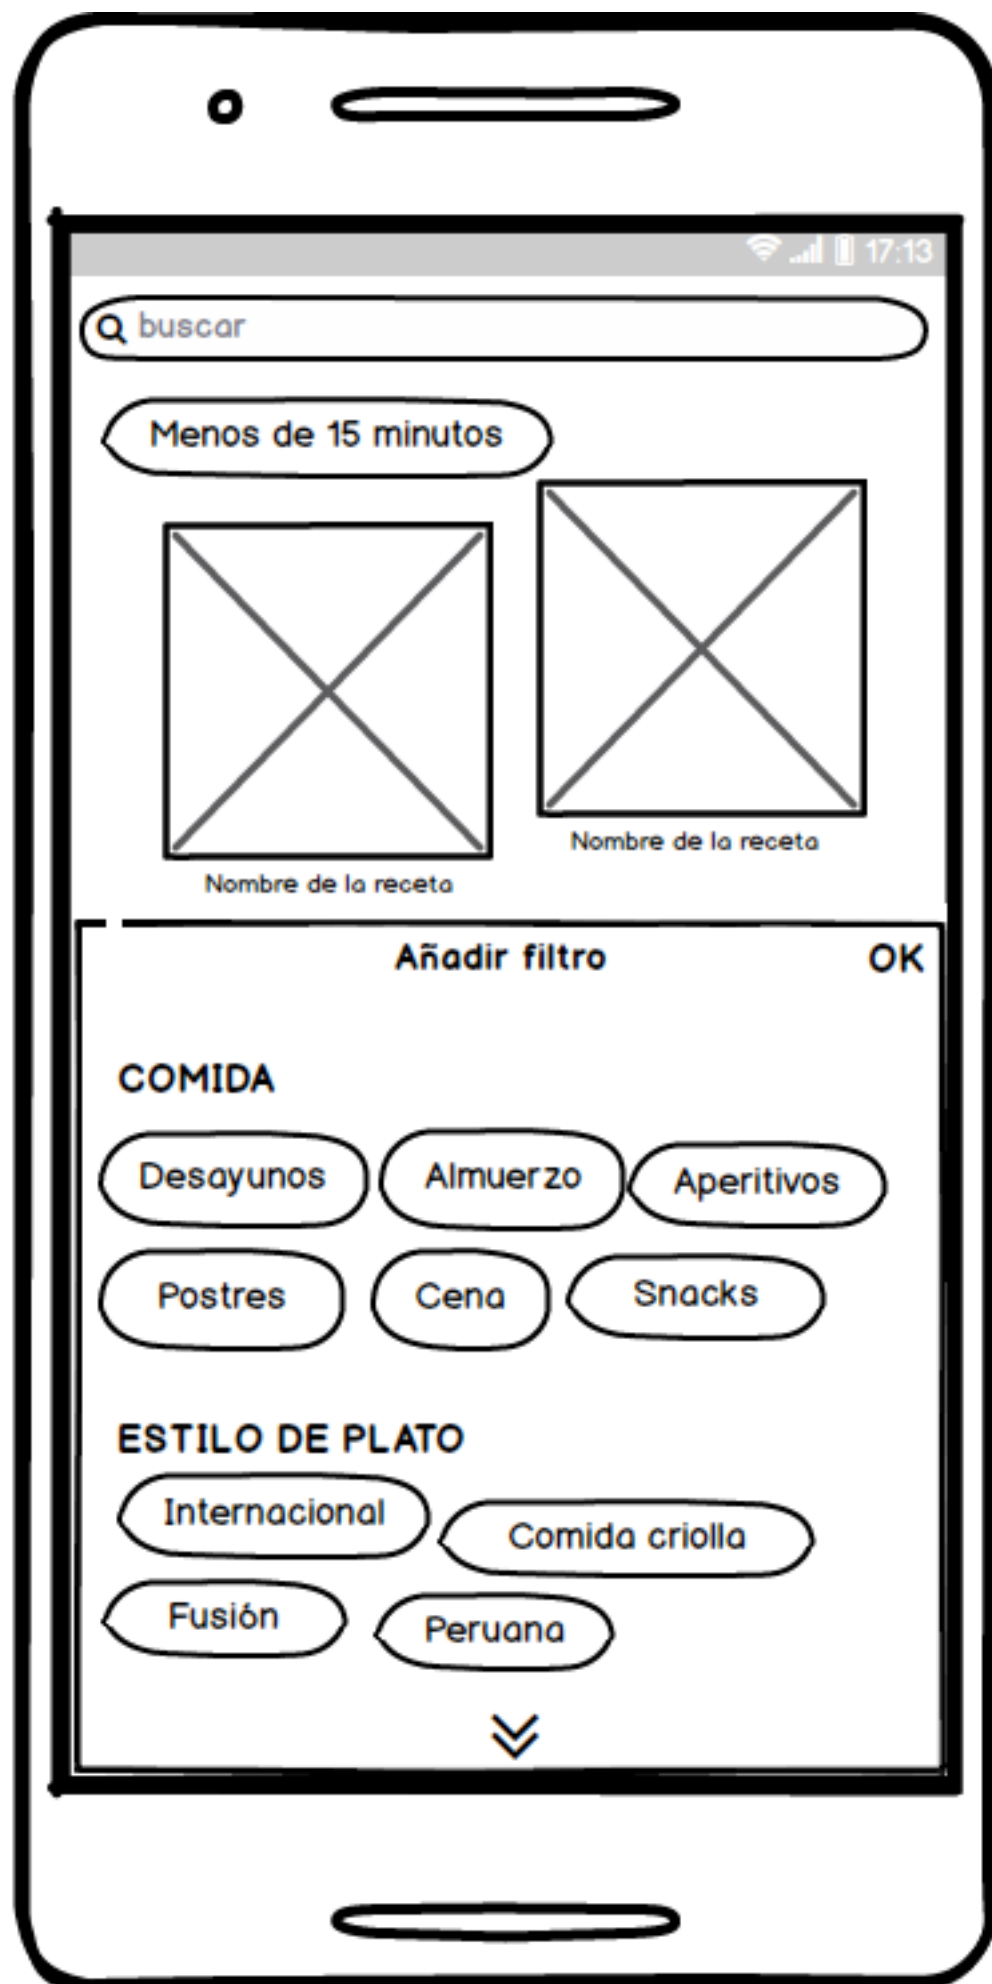 17:13
buscar
Menos de 15 minutos
Nombre de la receta
Nombre de la receta
Añadir filtro OK
COMIDA
Desayunos Almuerzo Aperitivos
Postres Cena Snacks
ESTILO DE PLATO
Internacional Comida criolla
Fusión Peruana